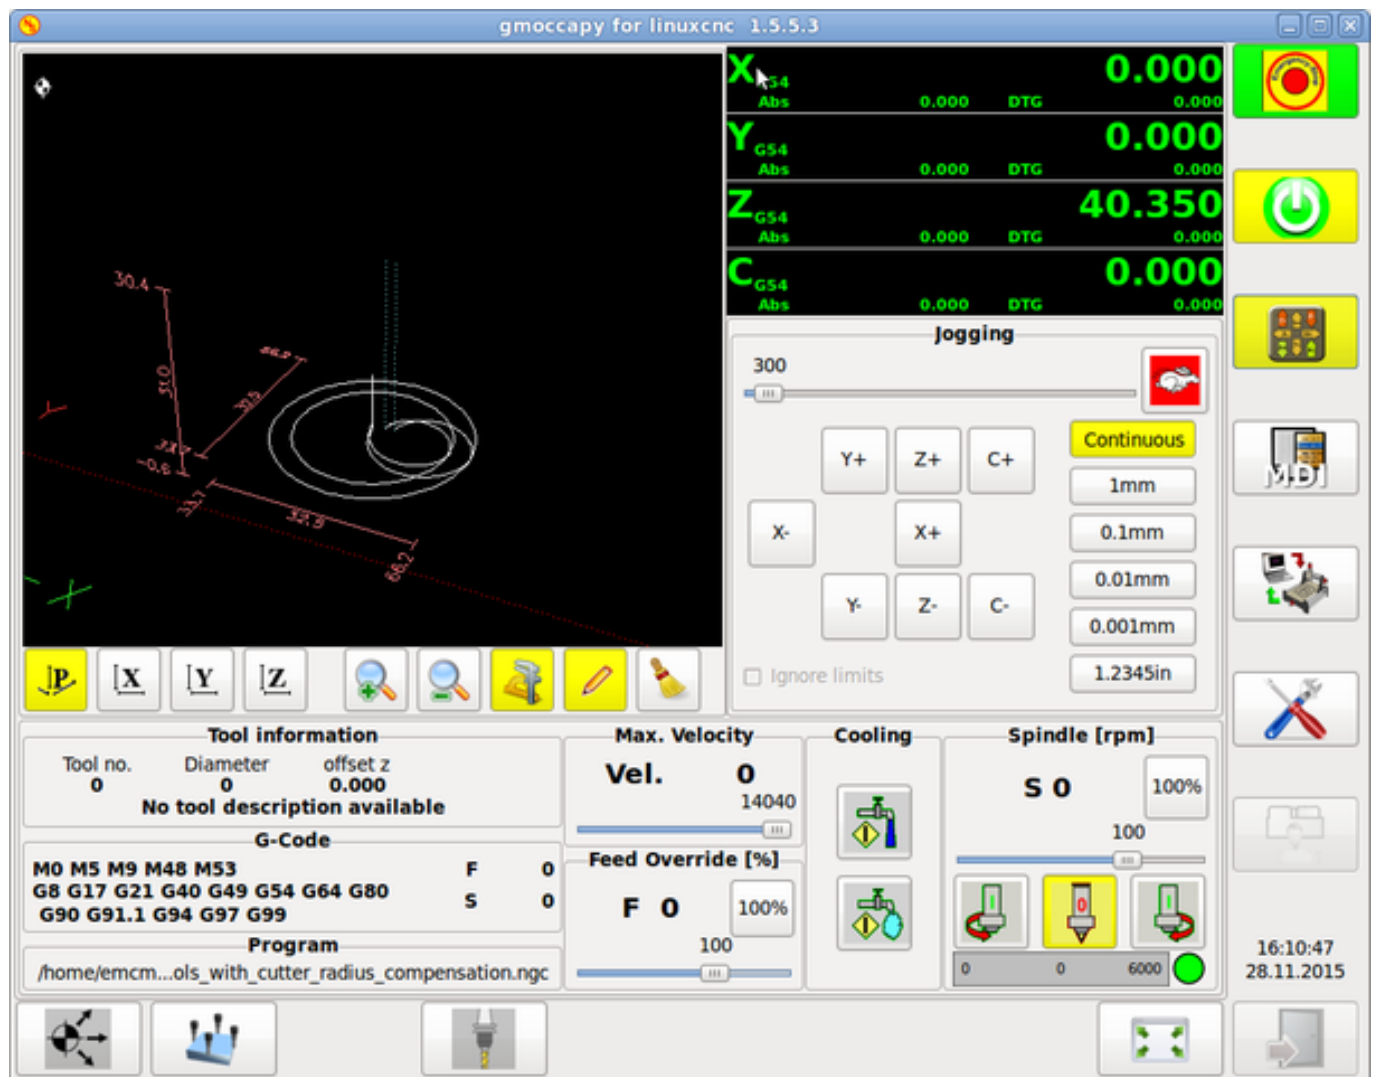 gmoccapy for linuxcnc 1.5.5.3
X 0.000
Abs 0.000 DTG 0.000
Y G54 0.000
Abs 0.000 DTG 0.000
Z G54 40.350
Abs 0.000 DTG 0.000
C G54 0.000
Abs 0.000 DTG 0.000
30.4
31.0
-0.6
66.2
Jogging
300
Continuous
Y+ Z+ C+
1mm
X- X+
0.1mm
0.01mm
Y- Z- C-
0.001mm
Ignore limits
1.2345in
MDI
P X Y Z
Tool information
Tool no. Diameter offset z
0 0 0.000
No tool description available
G-Code
M0 M5 M9 M48 M53
G8 G17 G21 G40 G49 G54 G64 G80
G90 G91.1 G94 G97 G99
F 0
S 0
Program
/home/emcm...ols_with_cutter_radius_compensation.ngc
Max. Velocity
Vel. 0
14040
Feed Override [%]
F 0 100%
100
Cooling
Spindle [rpm]
S 0 100%
100
0 0 6000
16:10:47
28.11.2015